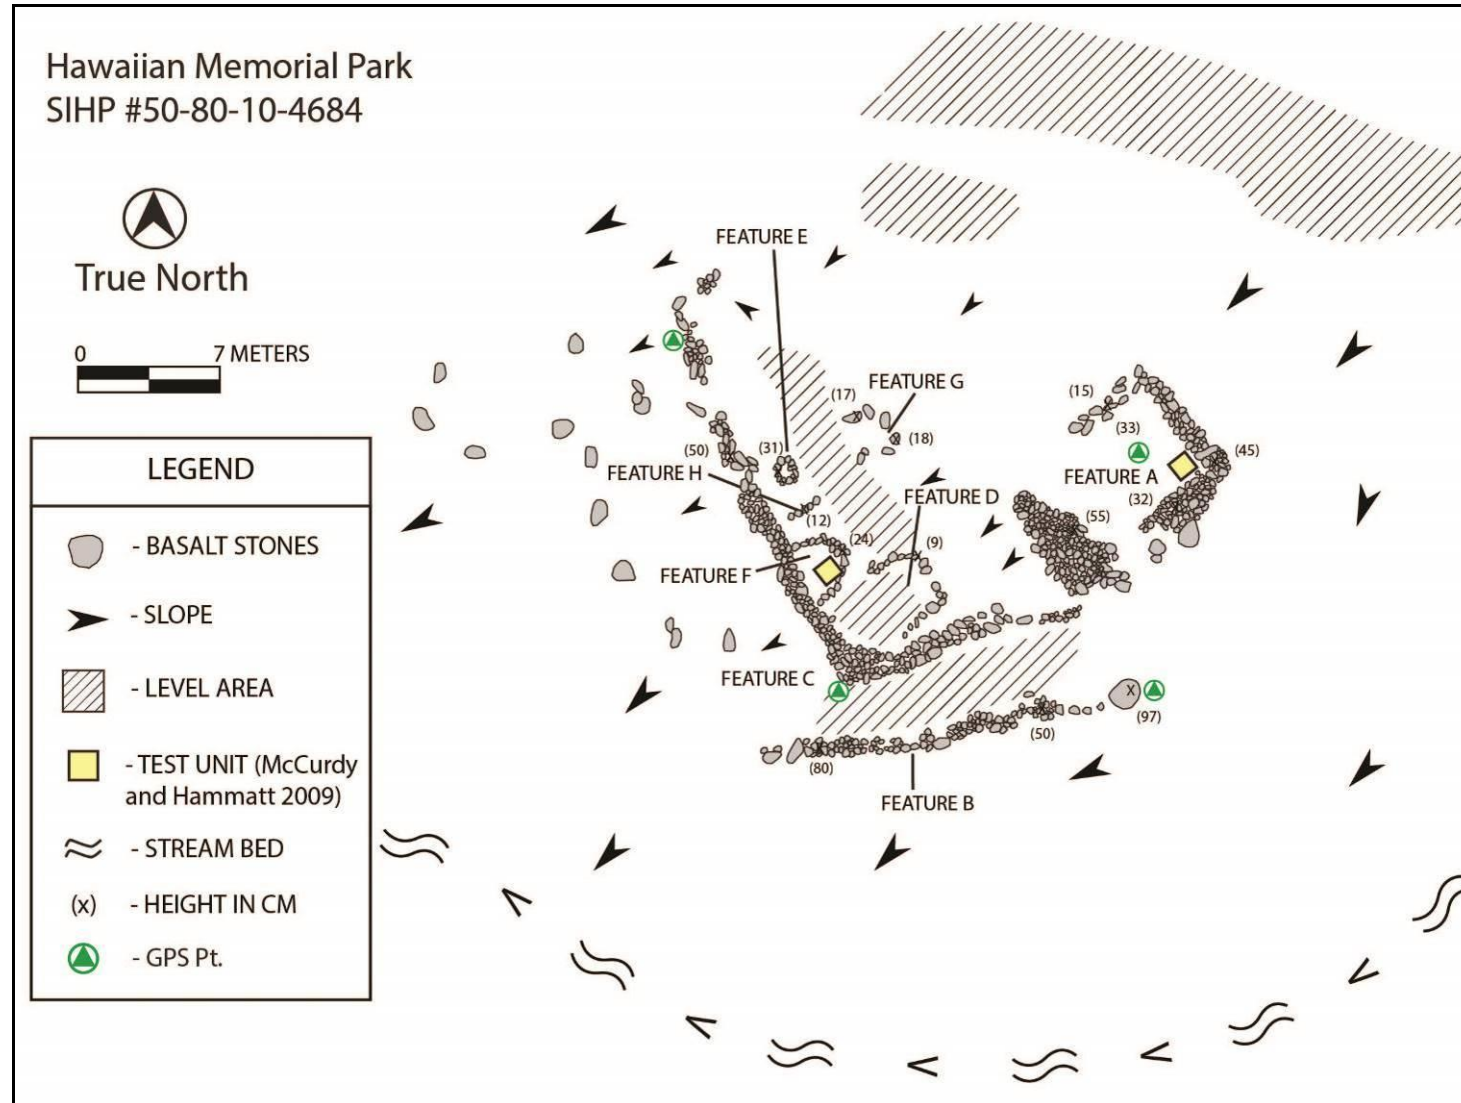 Hawaiian Memorial Park
SIHP #50-80-10-4684
True North
0 7 METERS
LEGEND
- BASALT STONES
- SLOPE
- LEVEL AREA
- TEST UNIT (McCurdy
and Hammatt 2009)
- STREAM BED
(x) - HEIGHT IN CM
- GPS Pt.
FEATURE E
FEATURE G
(17)
(18)
(15)
(33)
(45)
FEATURE A
(32)
(50)
(31)
FEATURE H
(12)
FEATURE D
(55)
(24)
(9)
FEATURE F
FEATURE C
x
(97)
(50)
(80)
FEATURE B